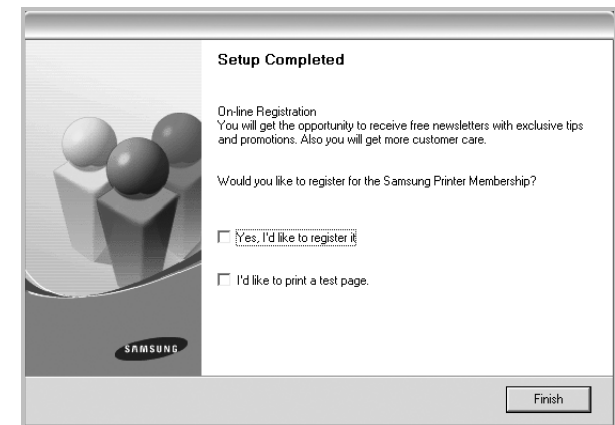 Setup Completed
On-line Registration
You will get the opportunity to receive free newsletters with exclusive tips
and promotions. Also you will get more customer care.
Would you like to register for the Samsung Printer Membership?
Yes, I'd like to register it
I'd like to print a test page.
SAMSUNG
Finish